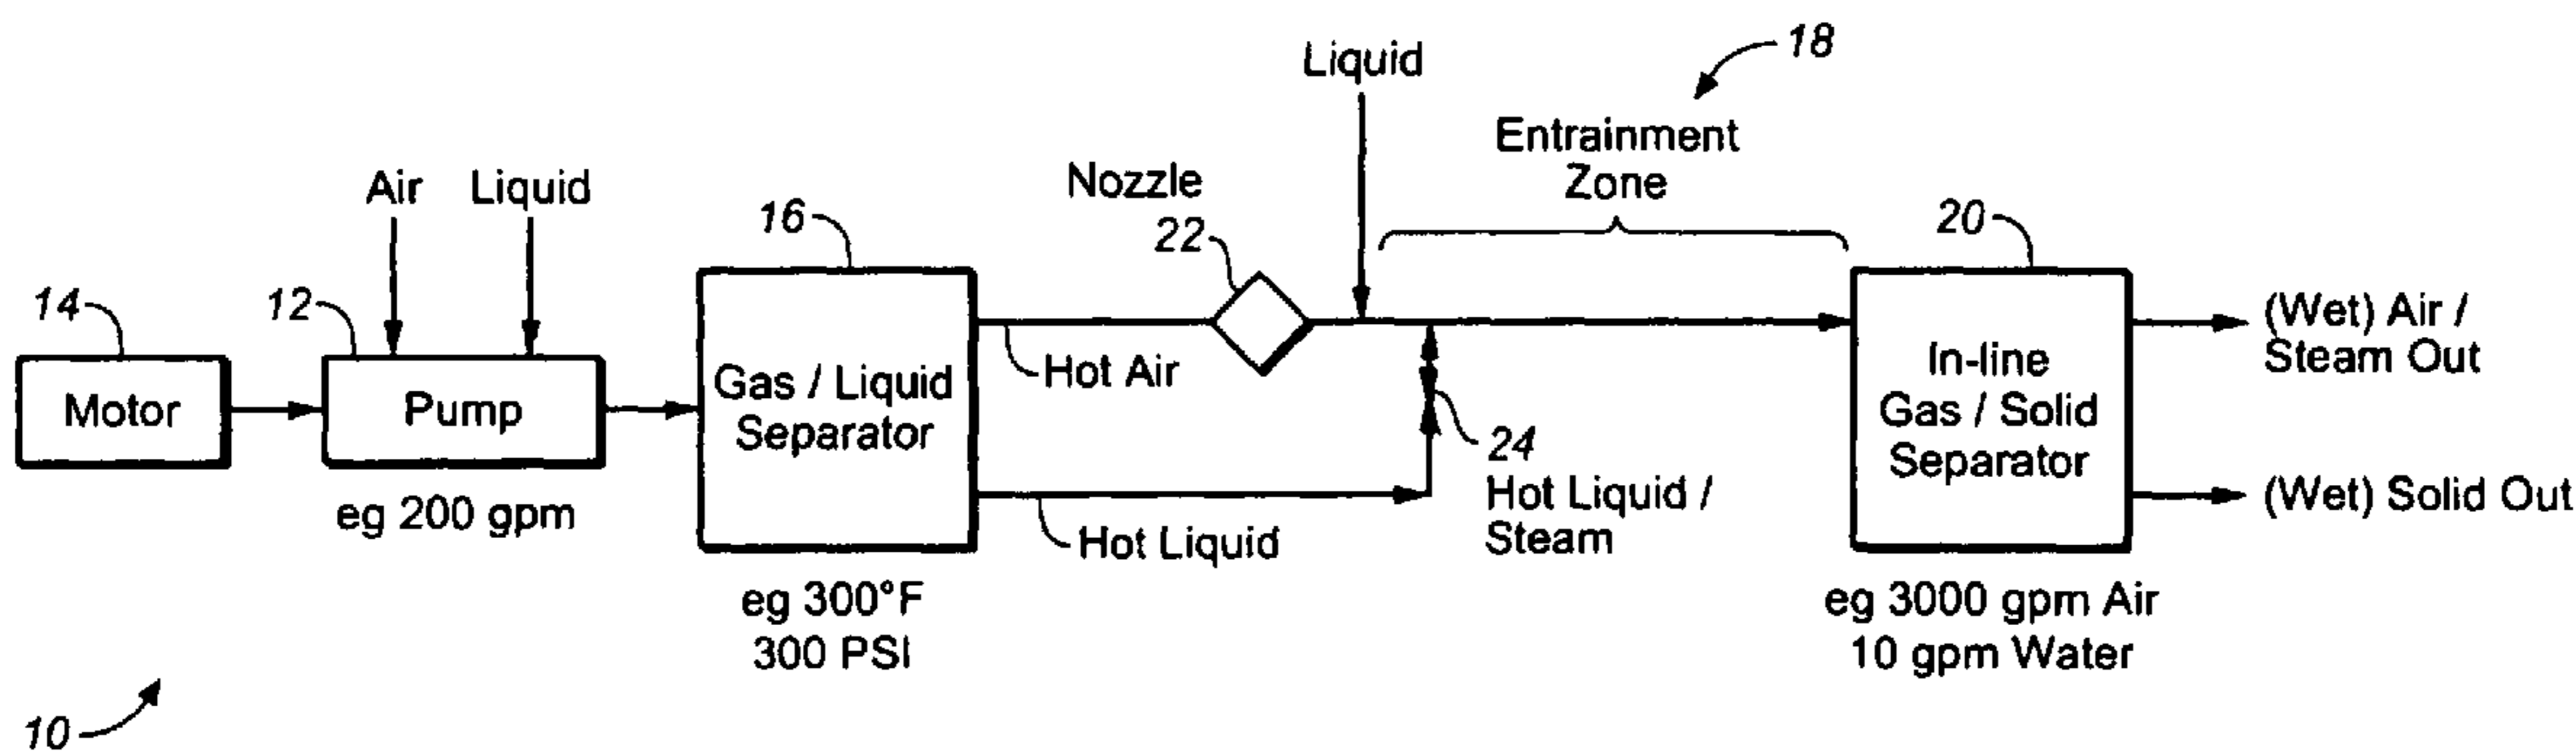 18
Liquid
Entrainment
Zone
Nozzle
22
Air
Liquid
16
20
14
12
(Wet) Air /
Steam Out
Hot Air
In-line
Gas / Solid
Separator
Gas / Liquid
Separator
Motor
Pump
24
Hot Liquid /
Steam
(Wet) Solid Out
eg 200 gpm
Hot Liquid
eg 300°F
300 PSI
eg 3000 gpm Air
10 gpm Water
10